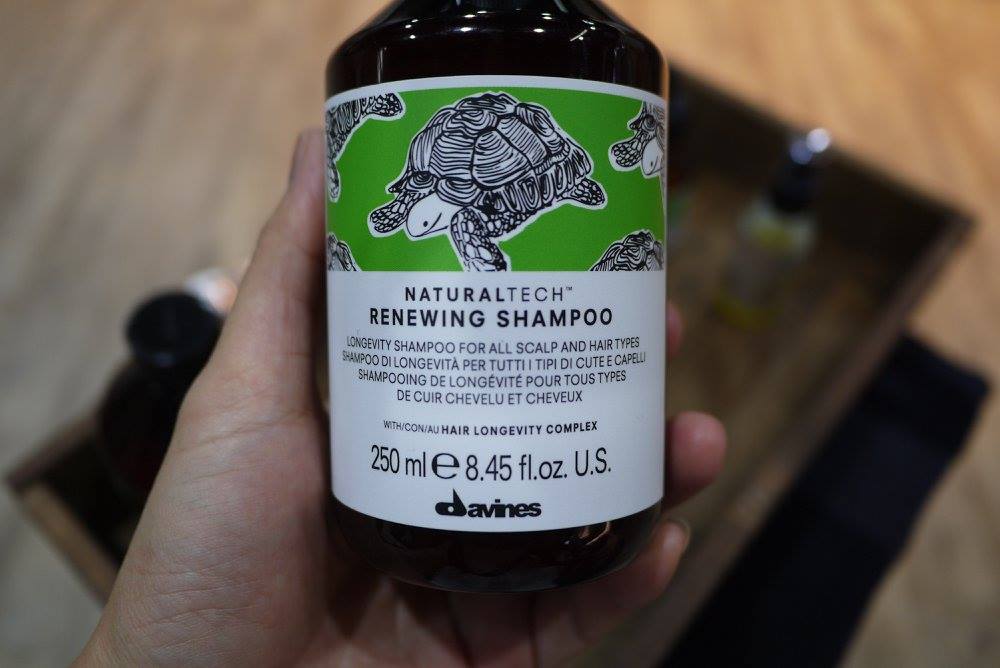 NATURALTECH™
RENEWING SHAMPOO
LONGEVITY SHAMPOO FOR ALL SCALP AND HAIR TYPES
SHAMPOO DI LONGEVITÀ PER TUTTI I TIPI DI CUTE E CAPELLI
SHAMPOOING DE LONGÉVITÉ POUR TOUS TYPES
DE CUIR CHEVELU ET CHEVEUX
WITH/CON/AU HAIR LONGEVITY COMPLEX
250 ml ℮ 8.45 fl.oz. U.S.
davines